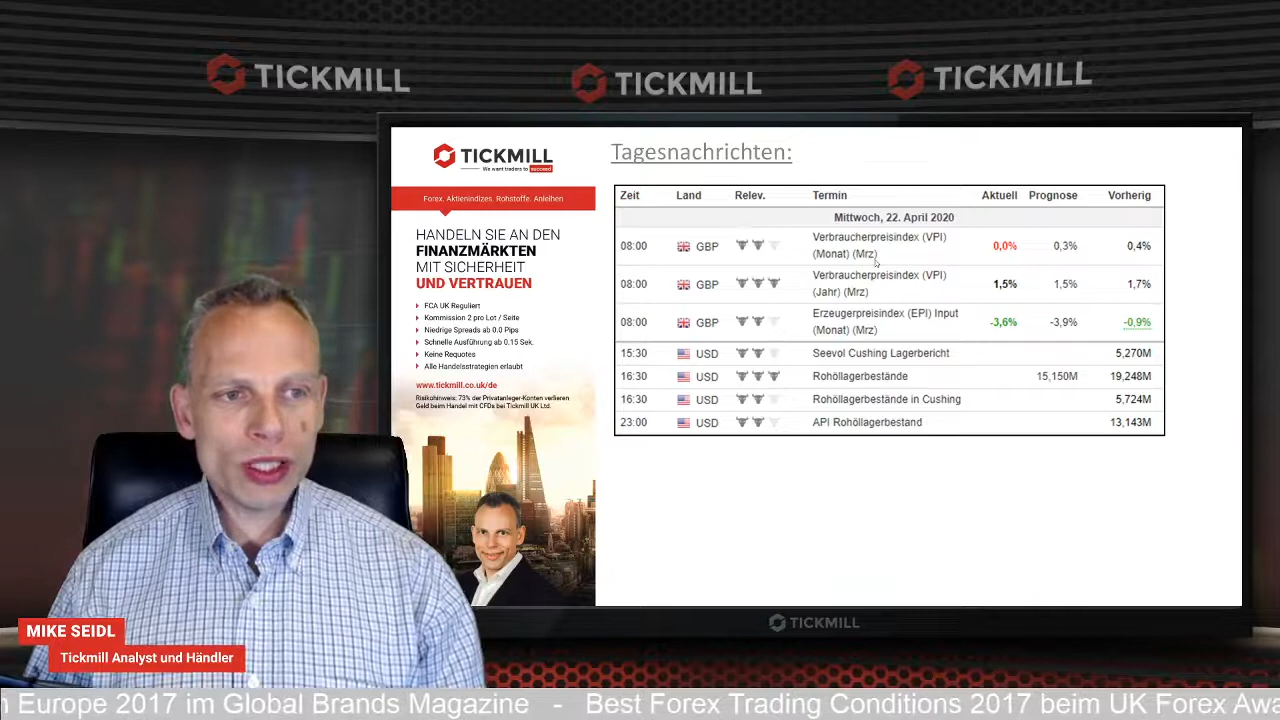 TICKMILL
TICKMILL
TICKMILL
TICKMILL
We want traders to succeed
Forex. Aktienindizes. Rohstoffe. Anleihen
HANDELN SIE AN DEN
FINANZMÄRKTEN
MIT SICHERHEIT
UND VERTRAUEN
FCA UK Reguliert
Kommission 2 pro Lot / Seite
Niedrige Spreads ab 0.0 Pips
Schnelle Ausführung ab 0.15 Sek.
Keine Requotes
Alle Handelsstrategien erlaubt
www.tickmill.co.uk/de
Risikohinweis: 73% der Privatanleger-Konten verlieren
Geld beim Handel mit CFDs bei Tickmill UK Ltd.
Tagesnachrichten:
Zeit Land Relev. Termin Aktuell Prognose Vorherig
Mittwoch, 22. April 2020
08:00 GBP Verbraucherpreisindex (VPI) (Monat) (Mrz) 0,0% 0,3% 0,4%
08:00 GBP Verbraucherpreisindex (VPI) (Jahr) (Mrz) 1,5% 1,5% 1,7%
08:00 GBP Erzeugerpreisindex (EPI) Input (Monat) (Mrz) -3,6% -3,9% -0,9%
15:30 USD Seevol Cushing Lagerbericht 5,270M
16:30 USD Rohöllagerbestände 15,150M 19,248M
16:30 USD Rohöllagerbestände in Cushing 5,724M
23:00 USD API Rohöllagerbestand 13,143M
TICKMILL
MIKE SEIDL
Tickmill Analyst und Händler
Europe 2017 im Global Brands Magazine - Best Forex Trading Conditions 2017 beim UK Forex